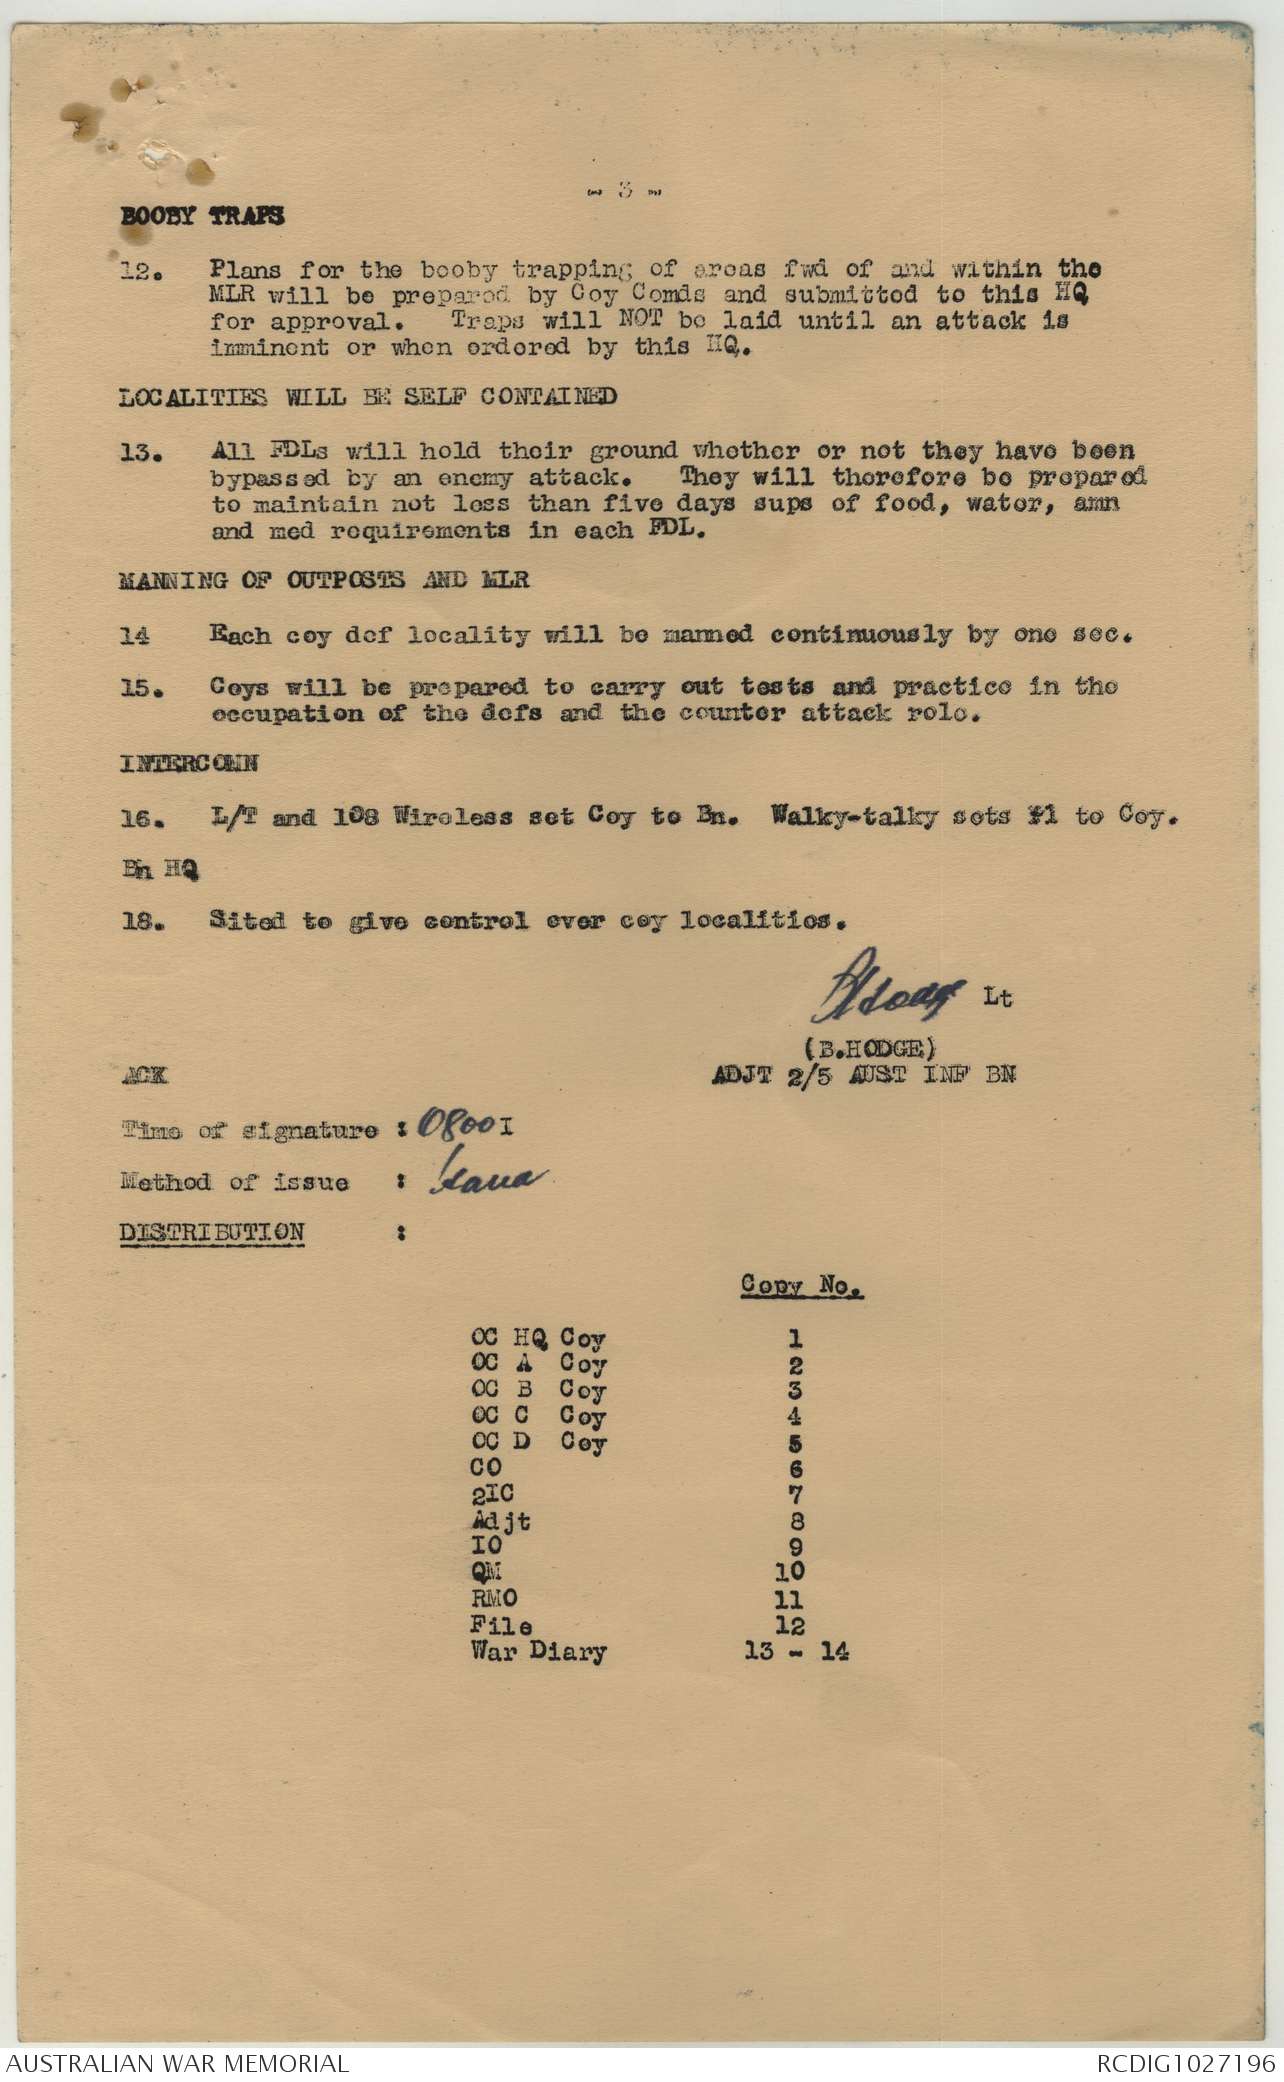 - 3 -
BOOBY TRAPS
12. Plans for the booby trapping of areas fwd of and within the
MLR will be prepared by Coy Comds and submitted to this HQ
for approval. Traps will NOT be laid until an attack is
imminent or when ordered by this HQ.
LOCALITIES WILL BE SELF CONTAINED
13. All FDLs will hold their ground whether or not they have been
bypassed by an enemy attack. They will therefore be prepared
to maintain not less than five days sups of food, water, amn
and med requirements in each FDL.
MANNING OF OUTPOSTS AND MLR
14 Each coy def locality will be manned continuously by one sec.
15. Coys will be prepared to carry out tests and practice in the
occupation of the defs and the counter attack role.
INTERCOMN
16. L/T and 108 Wireless set Coy to Bn. Walky-talky sets Pl to Coy.
Bn HQ
18. Sited to give control over coy localities.
BHodge Lt
(B.HODGE)
ADJT 2/5 AUST INF BN
ACK
Time of signature : 0800 I
Method of issue : Hand
DISTRIBUTION :
Copy No.
OC HQ Coy 1
OC A Coy 2
OC B Coy 3
OC C Coy 4
OC D Coy 5
CO 6
2IC 7
Adjt 8
IO 9
QM 10
RMO 11
File 12
War Diary 13 - 14
AUSTRALIAN WAR MEMORIAL RCDIG1027196